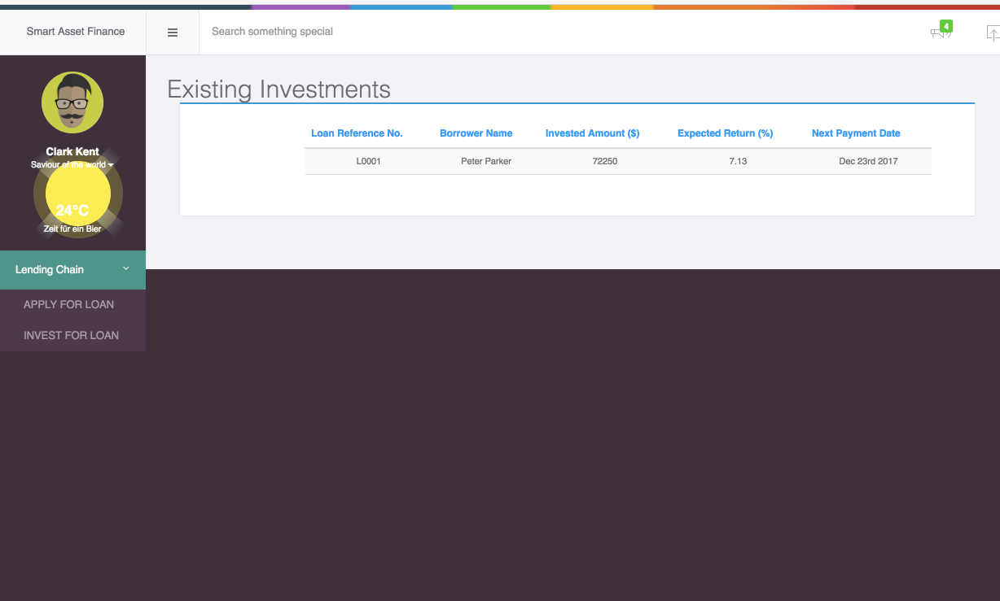 Smart Asset Finance
Search something special
4
Clark Kent
Saviour of the world
24°C
Zeit für ein Bier
Lending Chain
APPLY FOR LOAN
INVEST FOR LOAN
Existing Investments
Loan Reference No. Borrower Name Invested Amount ($) Expected Return (%) Next Payment Date
L0001 Peter Parker 72250 7.13 Dec 23rd 2017